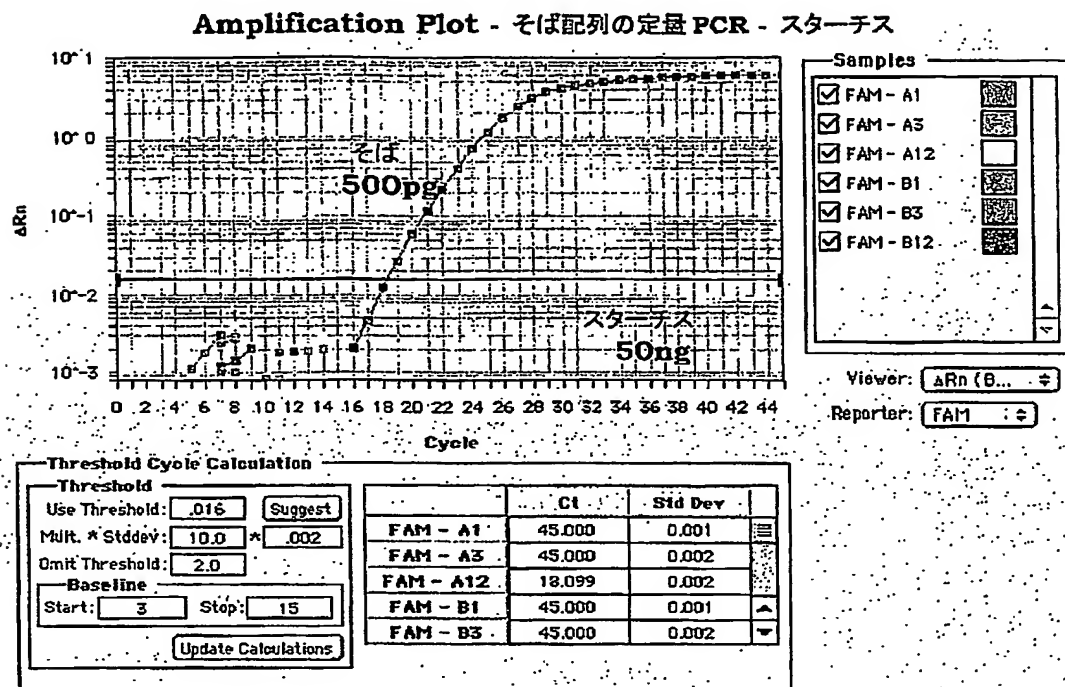 Amplification Plot - そば配列の定量 PCR - スターチス
10^ 1
10^ 0
10^-1
10^-2
10^-3
ΔRn
そば
500pg
スターチス
50ng
0 2 4 6 8 10 12 14 16 18 20 22 24 26 28 30 32 34 36 38 40 42 44
Cycle
Samples
FAM - A1
FAM - A3
FAM - A12
FAM - B1
FAM - B3
FAM - B12
Viewer: ΔRn (B...
Reporter: FAM
Threshold Cycle Calculation
Threshold
Use Threshold: .016 Suggest
Mult. * Stddev: 10.0 * .002
Omit Threshold: 2.0
Baseline
Start: 3 Stop: 15
Update Calculations
Ct Std Dev
FAM - A1 45.000 0.001
FAM - A3 45.000 0.002
FAM - A12 18.099 0.002
FAM - B1 45.000 0.001
FAM - B3 45.000 0.002